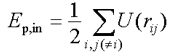 E_{p,in} = \frac{1}{2} \sum_{i,j(\neq i)} U(r_{ij})